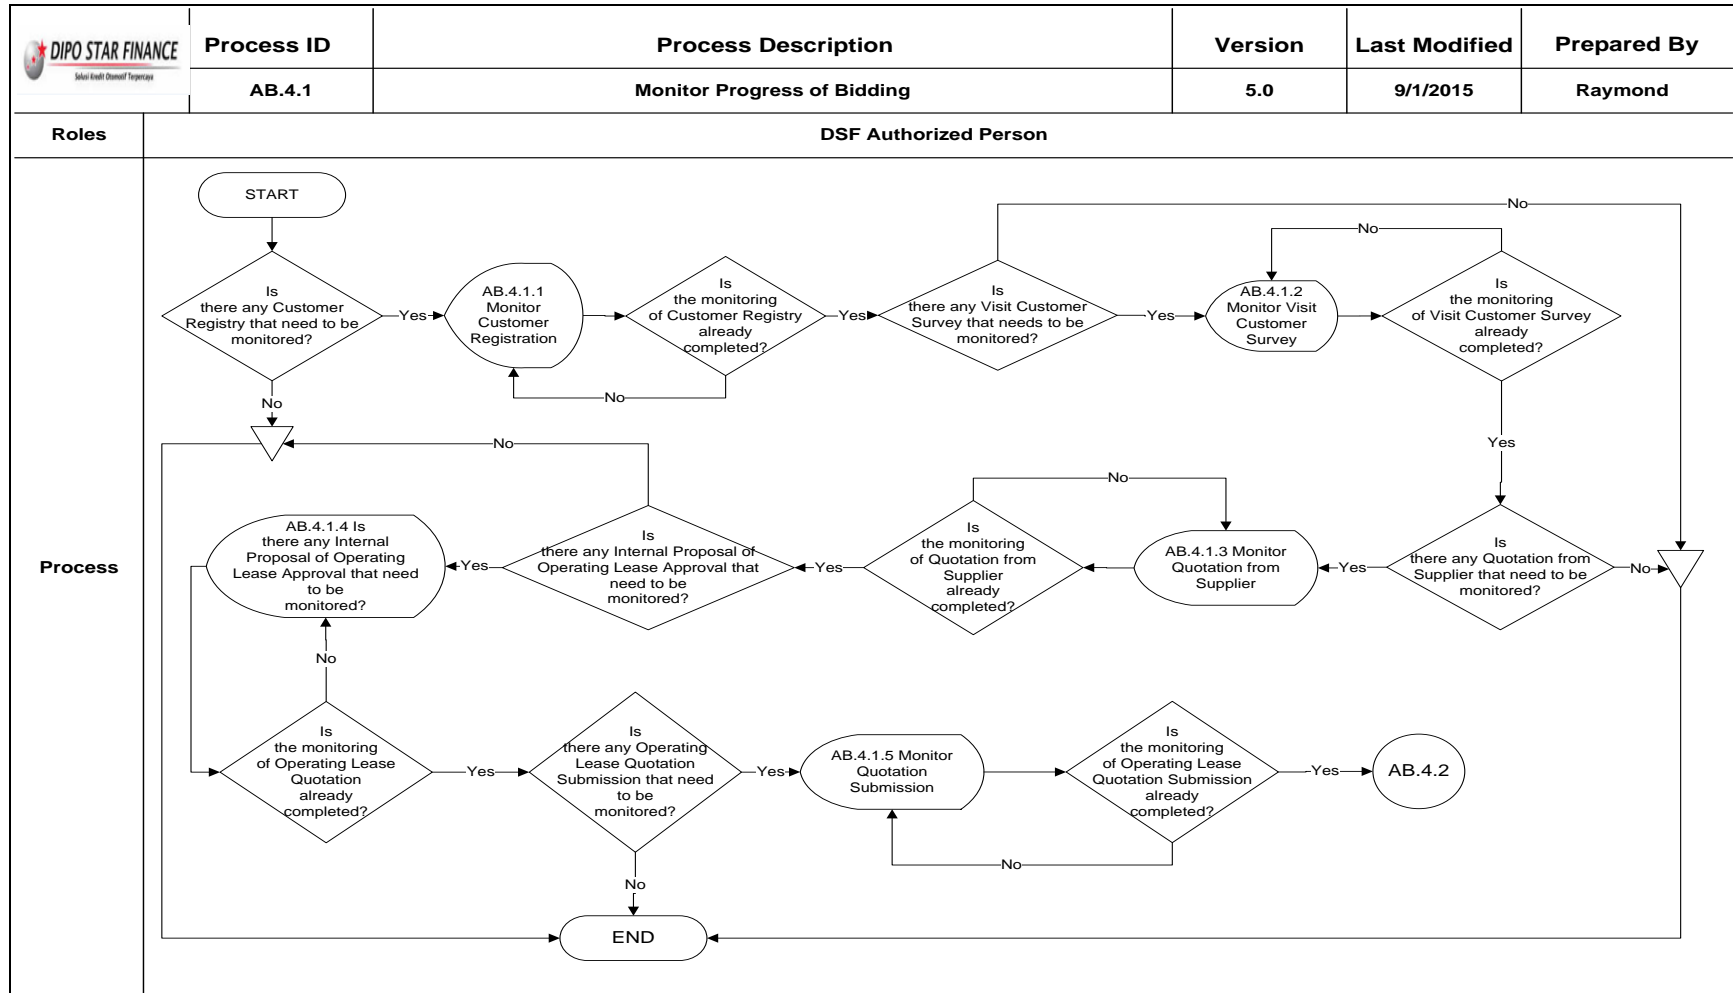 DIPO STAR FINANCE
Solusi Kredit Otomotif Terpercaya
Process ID
Process Description
Version
Last Modified
Prepared By
AB.4.1
Monitor Progress of Bidding
5.0
9/1/2015
Raymond
Roles
DSF Authorized Person
Process
START
Is
there any Customer
Registry that need to be
monitored?
Yes
AB.4.1.1
Monitor
Customer
Registration
Is
the monitoring
of Customer Registry
already
completed?
No
Yes
Is
there any Visit Customer
Survey that needs to be
monitored?
No
Yes
AB.4.1.2
Monitor Visit
Customer
Survey
Is
the monitoring
of Visit Customer Survey
already
completed?
No
Yes
No
Is
there any Quotation from
Supplier that need to be
monitored?
No
Yes
AB.4.1.3 Monitor
Quotation from
Supplier
Is
the monitoring
of Quotation from
Supplier
already
completed?
No
Yes
Is
there any Internal Proposal of
Operating Lease Approval that
need to be
monitored?
No
Yes
AB.4.1.4 Is
there any Internal
Proposal of Operating
Lease Approval that need
to be
monitored?
No
Is
the monitoring
of Operating Lease
Quotation
already
completed?
Yes
Is
there any Operating
Lease Quotation
Submission that need
to be
monitored?
Yes
AB.4.1.5 Monitor
Quotation
Submission
Is
the monitoring
of Operating Lease
Quotation Submission
already
completed?
Yes
AB.4.2
No
No
END